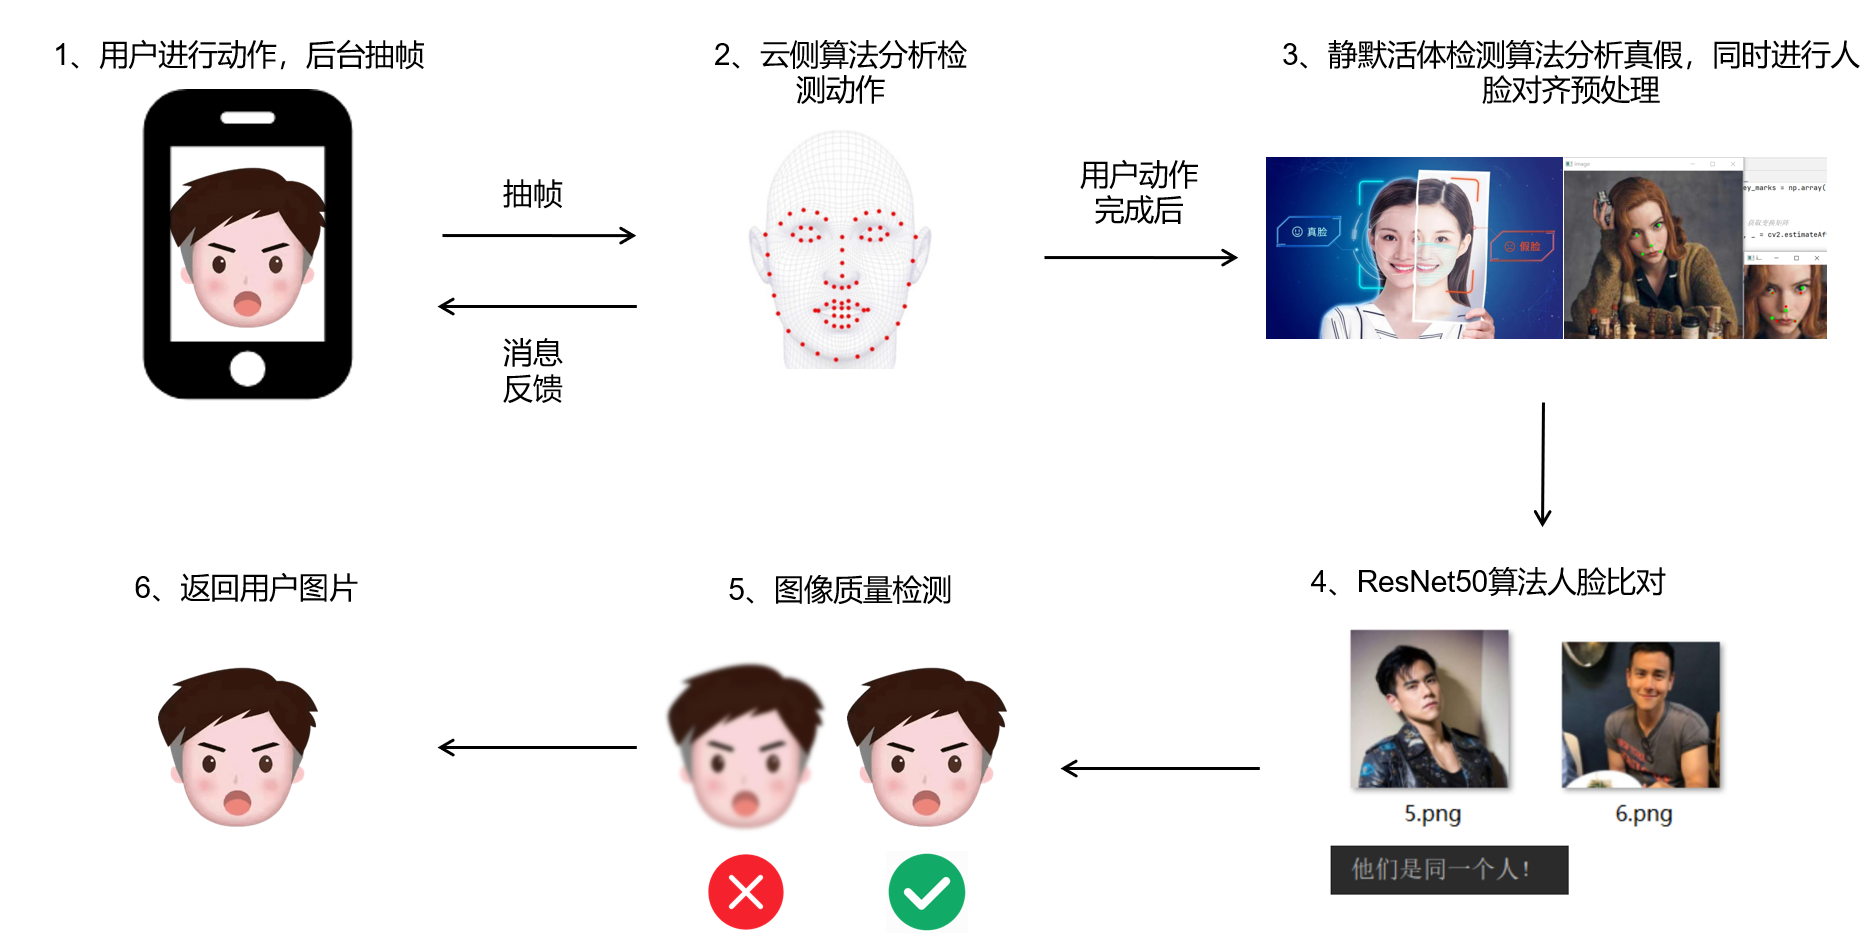 1、用户进行动作，后台抽帧
2、云侧算法分析检
测动作
3、静默活体检测算法分析真假，同时进行人
脸对齐预处理
抽帧
消息
反馈
用户动作
完成后
真脸
假脸
image
ey_marks = np.array(
, _ = cv2.estimateAf
6、返回用户图片
5、图像质量检测
4、ResNet50算法人脸比对
5.png
6.png
他们是同一个人！